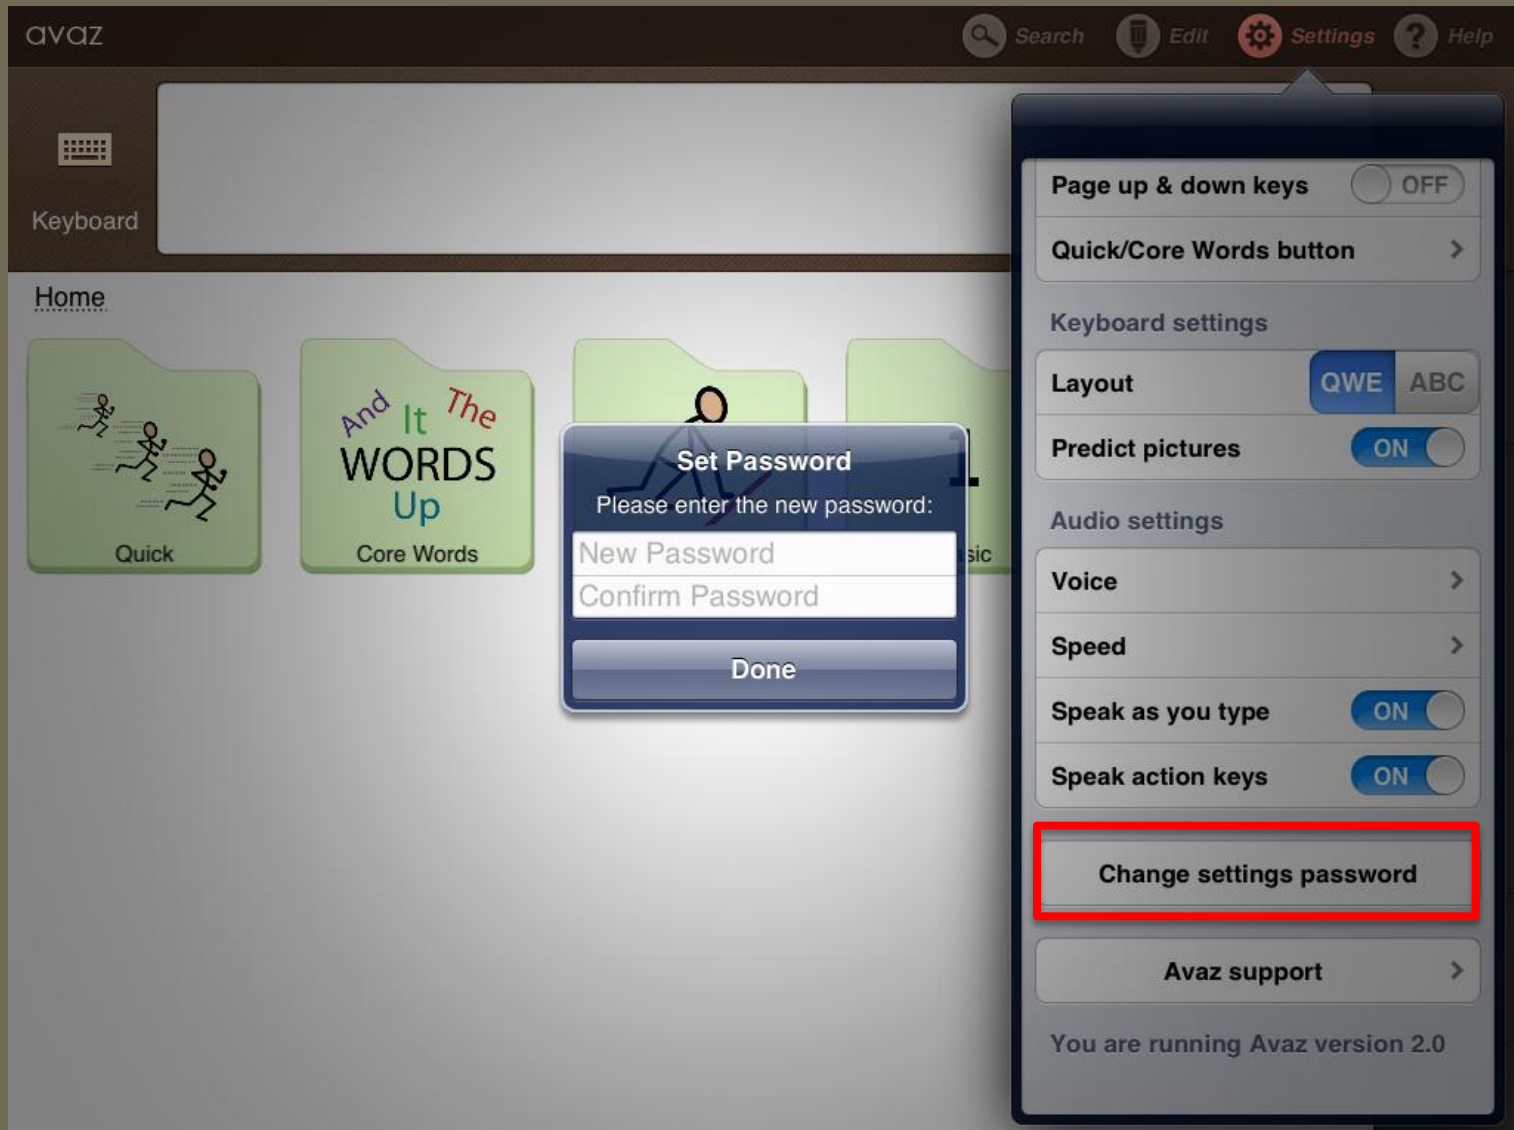 avaz
Search Edit Settings Help
Keyboard
Home
And It The
WORDS
Up
Quick
Core Words
1
sic
Set Password
Please enter the new password:
New Password
Confirm Password
Done
Page up & down keys OFF
Quick/Core Words button
Keyboard settings
Layout QWE ABC
Predict pictures ON
Audio settings
Voice
Speed
Speak as you type ON
Speak action keys ON
Change settings password
Avaz support
You are running Avaz version 2.0